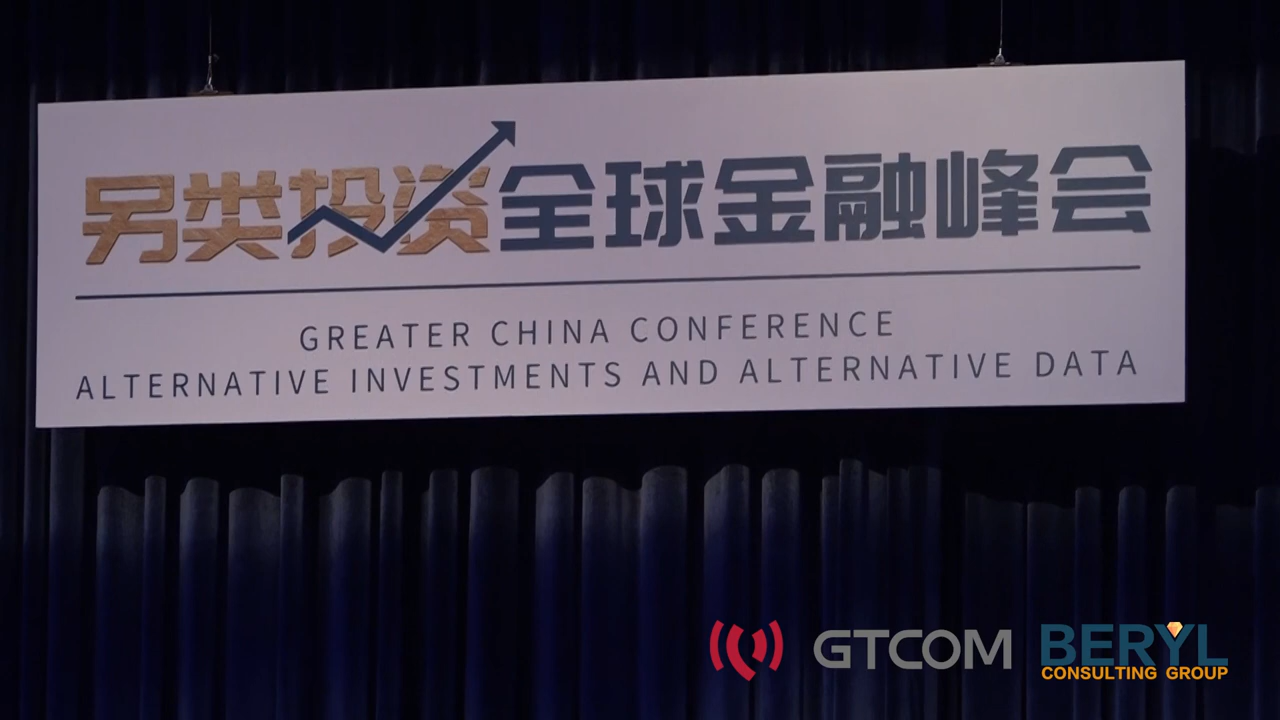 另类投资全球金融峰会
GREATER CHINA CONFERENCE
ALTERNATIVE INVESTMENTS AND ALTERNATIVE DATA
GTCOM
BERYL
CONSULTING GROUP